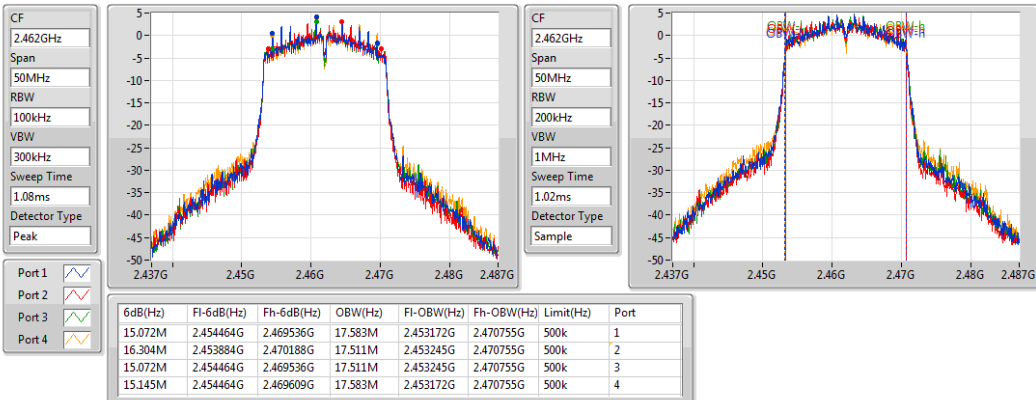 CF
2.462GHz
Span
50MHz
RBW
100kHz
VBW
300kHz
Sweep Time
1.08ms
Detector Type
Peak
5
0
-5
-10
-15
-20
-25
-30
-35
-40
-45
-50
2.437G 2.45G 2.46G 2.47G 2.48G 2.487G
CF
2.462GHz
Span
50MHz
RBW
200kHz
VBW
1MHz
Sweep Time
1.02ms
Detector Type
Sample
5
0
-5
-10
-15
-20
-25
-30
-35
-40
-45
-50
2.437G 2.45G 2.46G 2.47G 2.48G 2.487G
Port 1
Port 2
Port 3
Port 4
6dB(Hz) Fl-6dB(Hz) Fh-6dB(Hz) OBW(Hz) Fl-OBW(Hz) Fh-OBW(Hz) Limit(Hz) Port
15.072M 2.454464G 2.469536G 17.583M 2.453172G 2.470755G 500k 1
16.304M 2.453884G 2.470188G 17.511M 2.453245G 2.470755G 500k 2
15.072M 2.454464G 2.469536G 17.511M 2.453245G 2.470755G 500k 3
15.145M 2.454464G 2.469609G 17.583M 2.453172G 2.470755G 500k 4